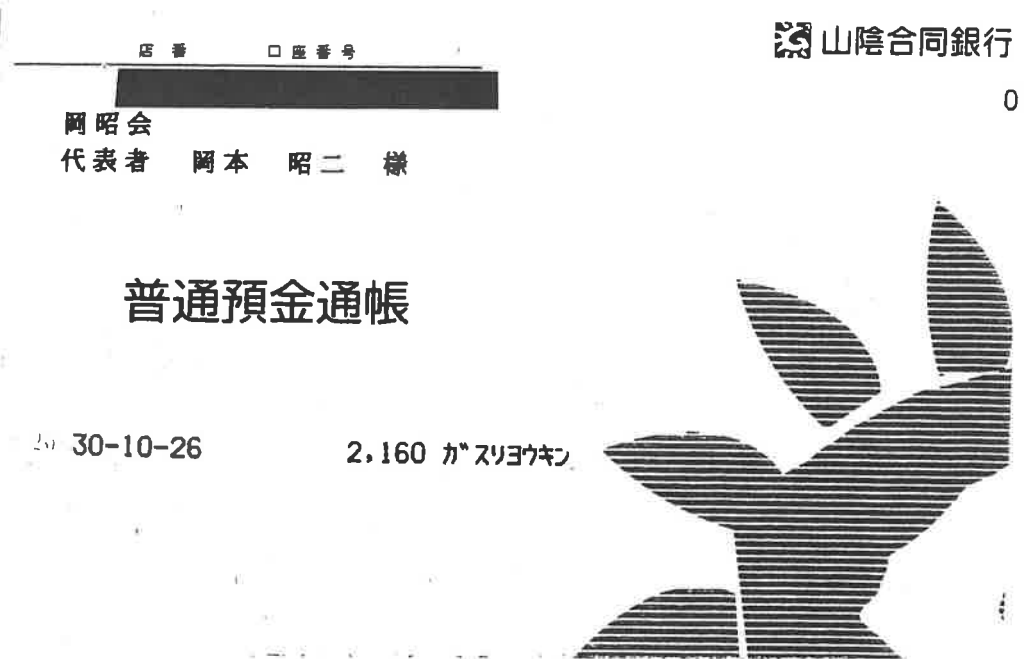 店番 口座番号
山陰合同銀行
0
岡昭会
代表者 岡本 昭二 様
普通預金通帳
30-10-26 2,160 ガスリヨウキン